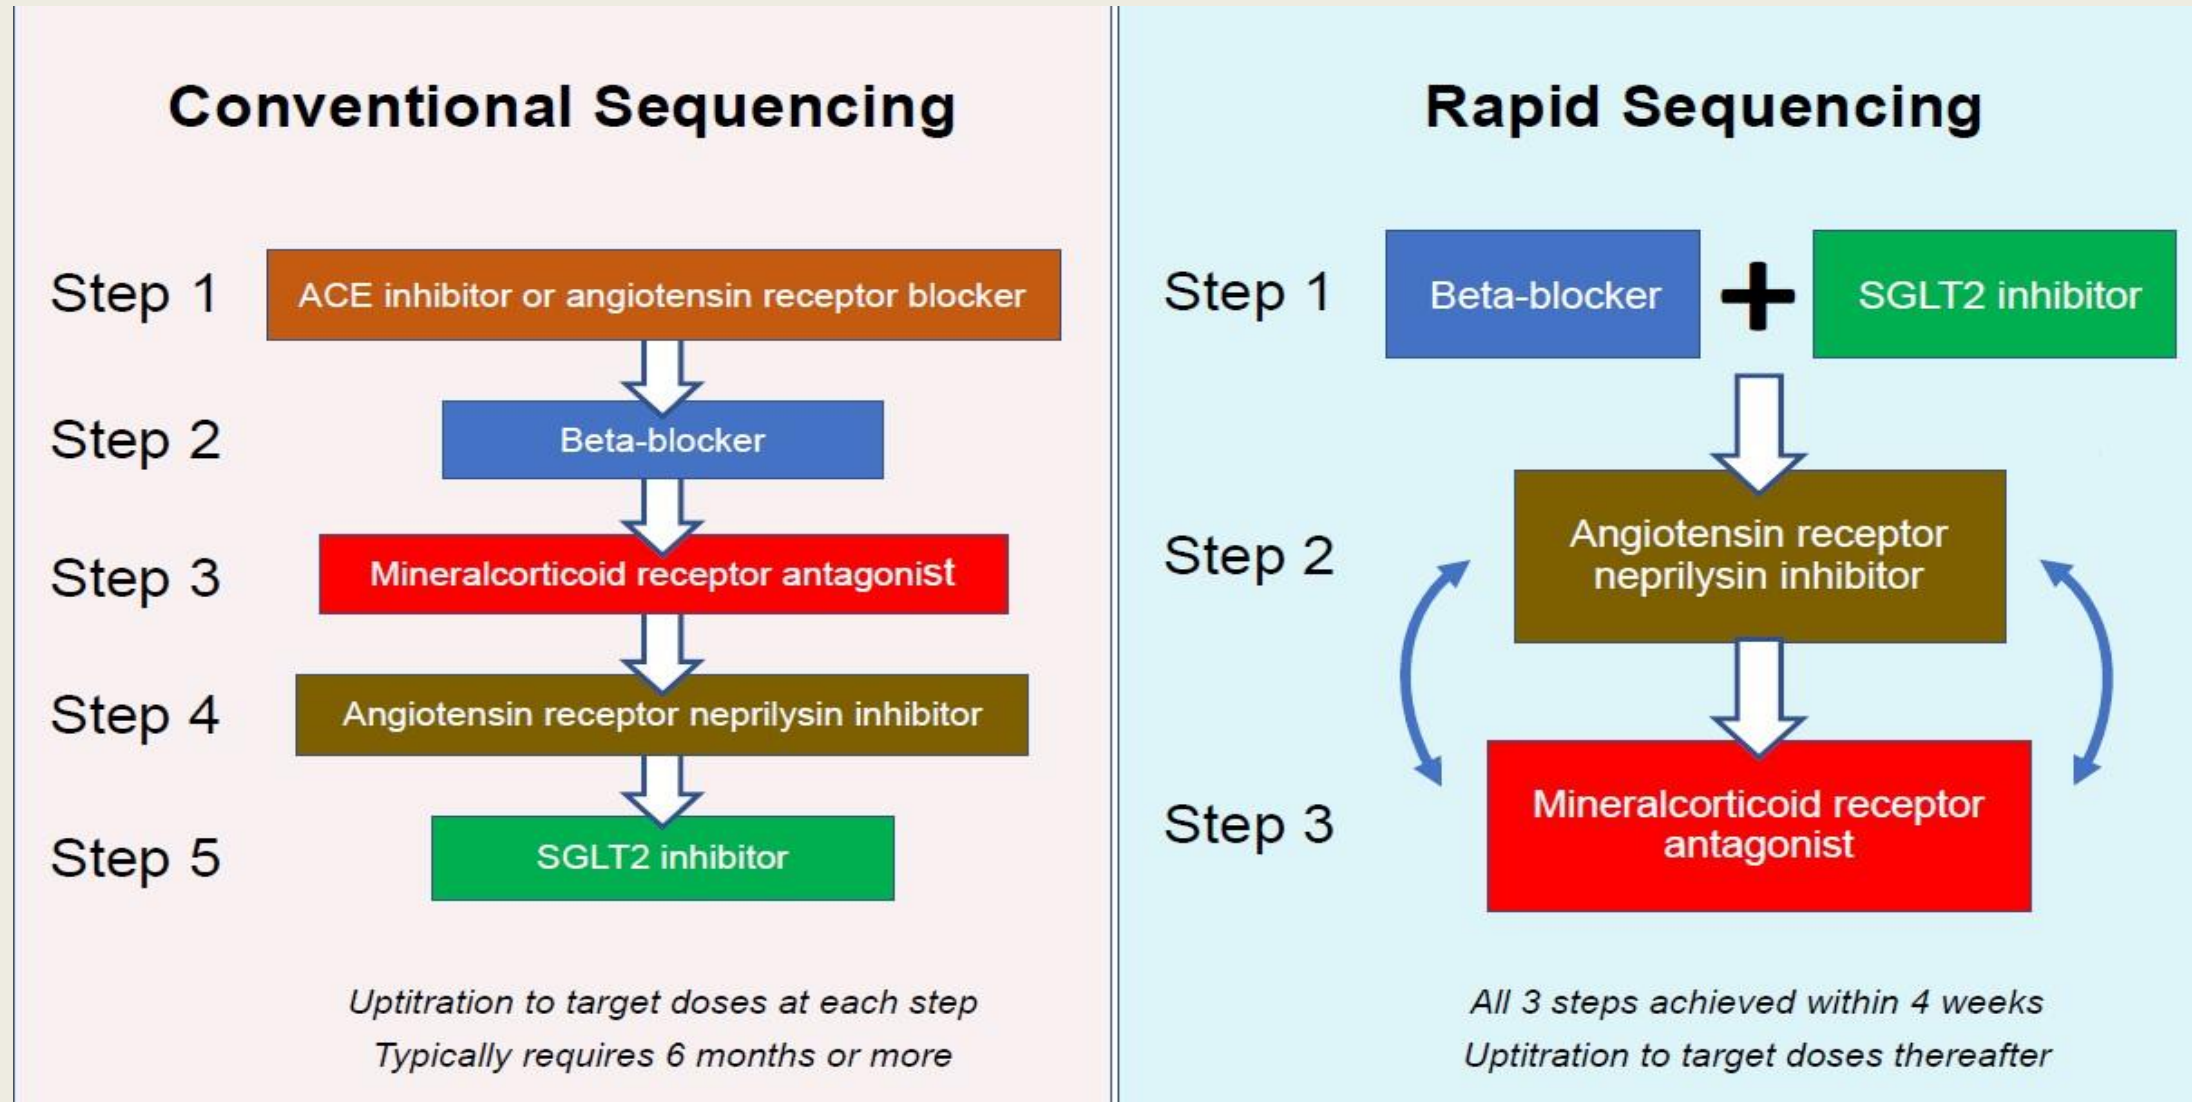 Conventional Sequencing
Step 1
ACE inhibitor or angiotensin receptor blocker
Step 2
Beta-blocker
Step 3
Mineralcorticoid receptor antagonist
Step 4
Angiotensin receptor neprilysin inhibitor
Step 5
SGLT2 inhibitor
Uptitration to target doses at each step
Typically requires 6 months or more
Rapid Sequencing
Step 1
Beta-blocker
+
SGLT2 inhibitor
Step 2
Angiotensin receptor
neprilysin inhibitor
Step 3
Mineralcorticoid receptor
antagonist
All 3 steps achieved within 4 weeks
Uptitration to target doses thereafter